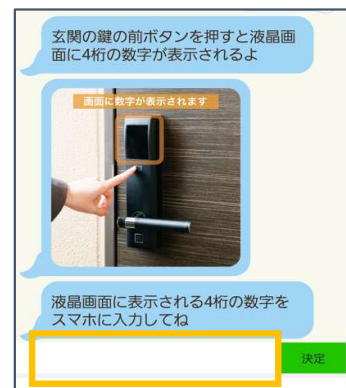 玄関の鍵の前ボタンを押すと液晶画
面に4桁の数字が表示されるよ
画面に数字が表示されます
液晶画面に表示される4桁の数字を
スマホに入力してね
決定